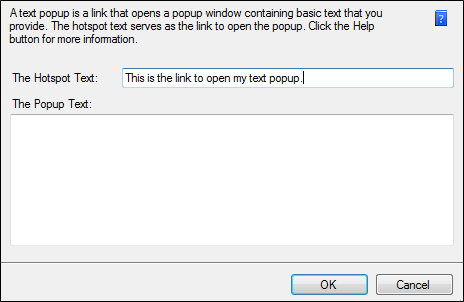 A text popup is a link that opens a popup window containing basic text that you
provide. The hotspot text serves as the link to open the popup. Click the Help
button for more information.
?
The Hotspot Text: This is the link to open my text popup.
The Popup Text:
OK Cancel